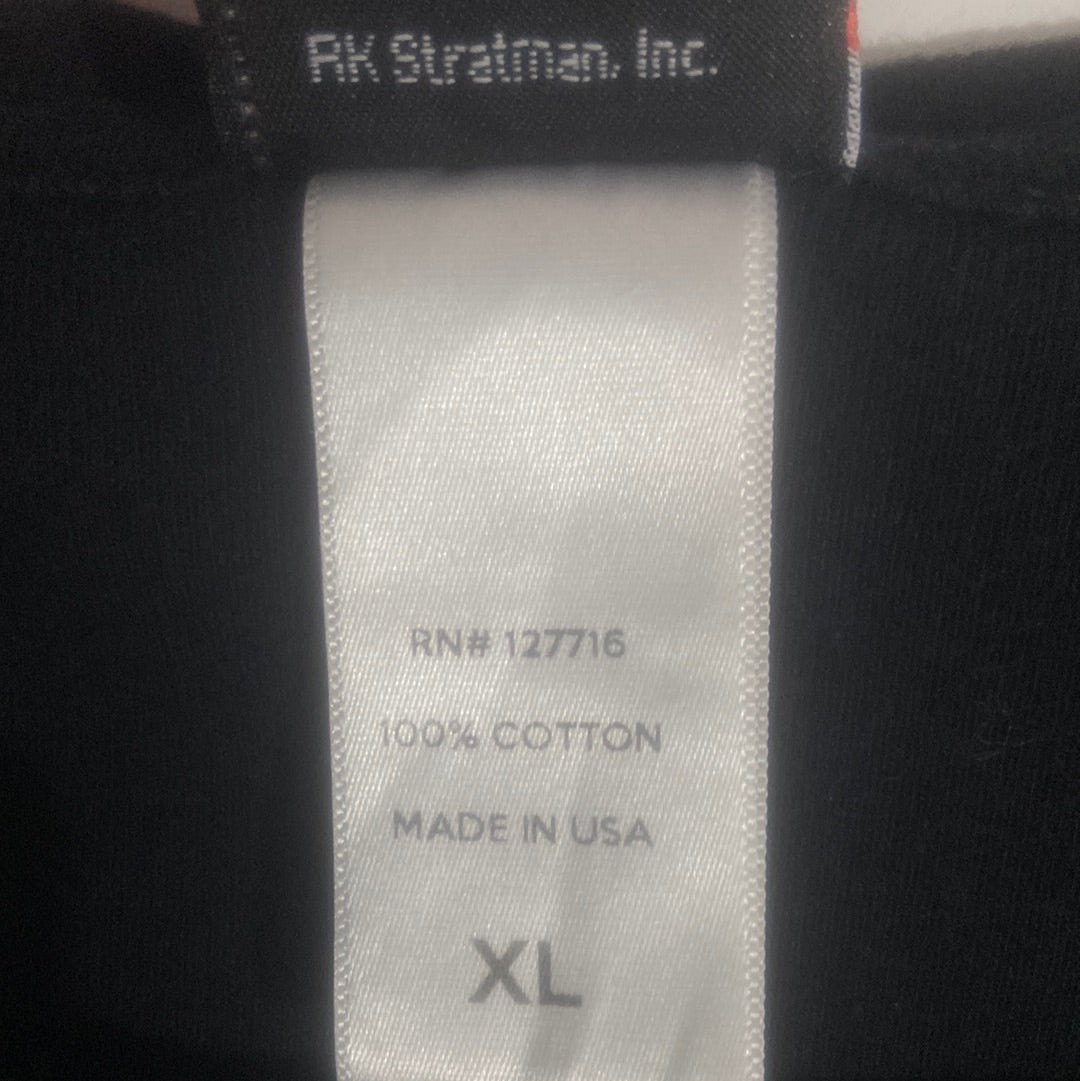 RK Stratman, Inc.
RN# 127716
100% COTTON
MADE IN USA
XL